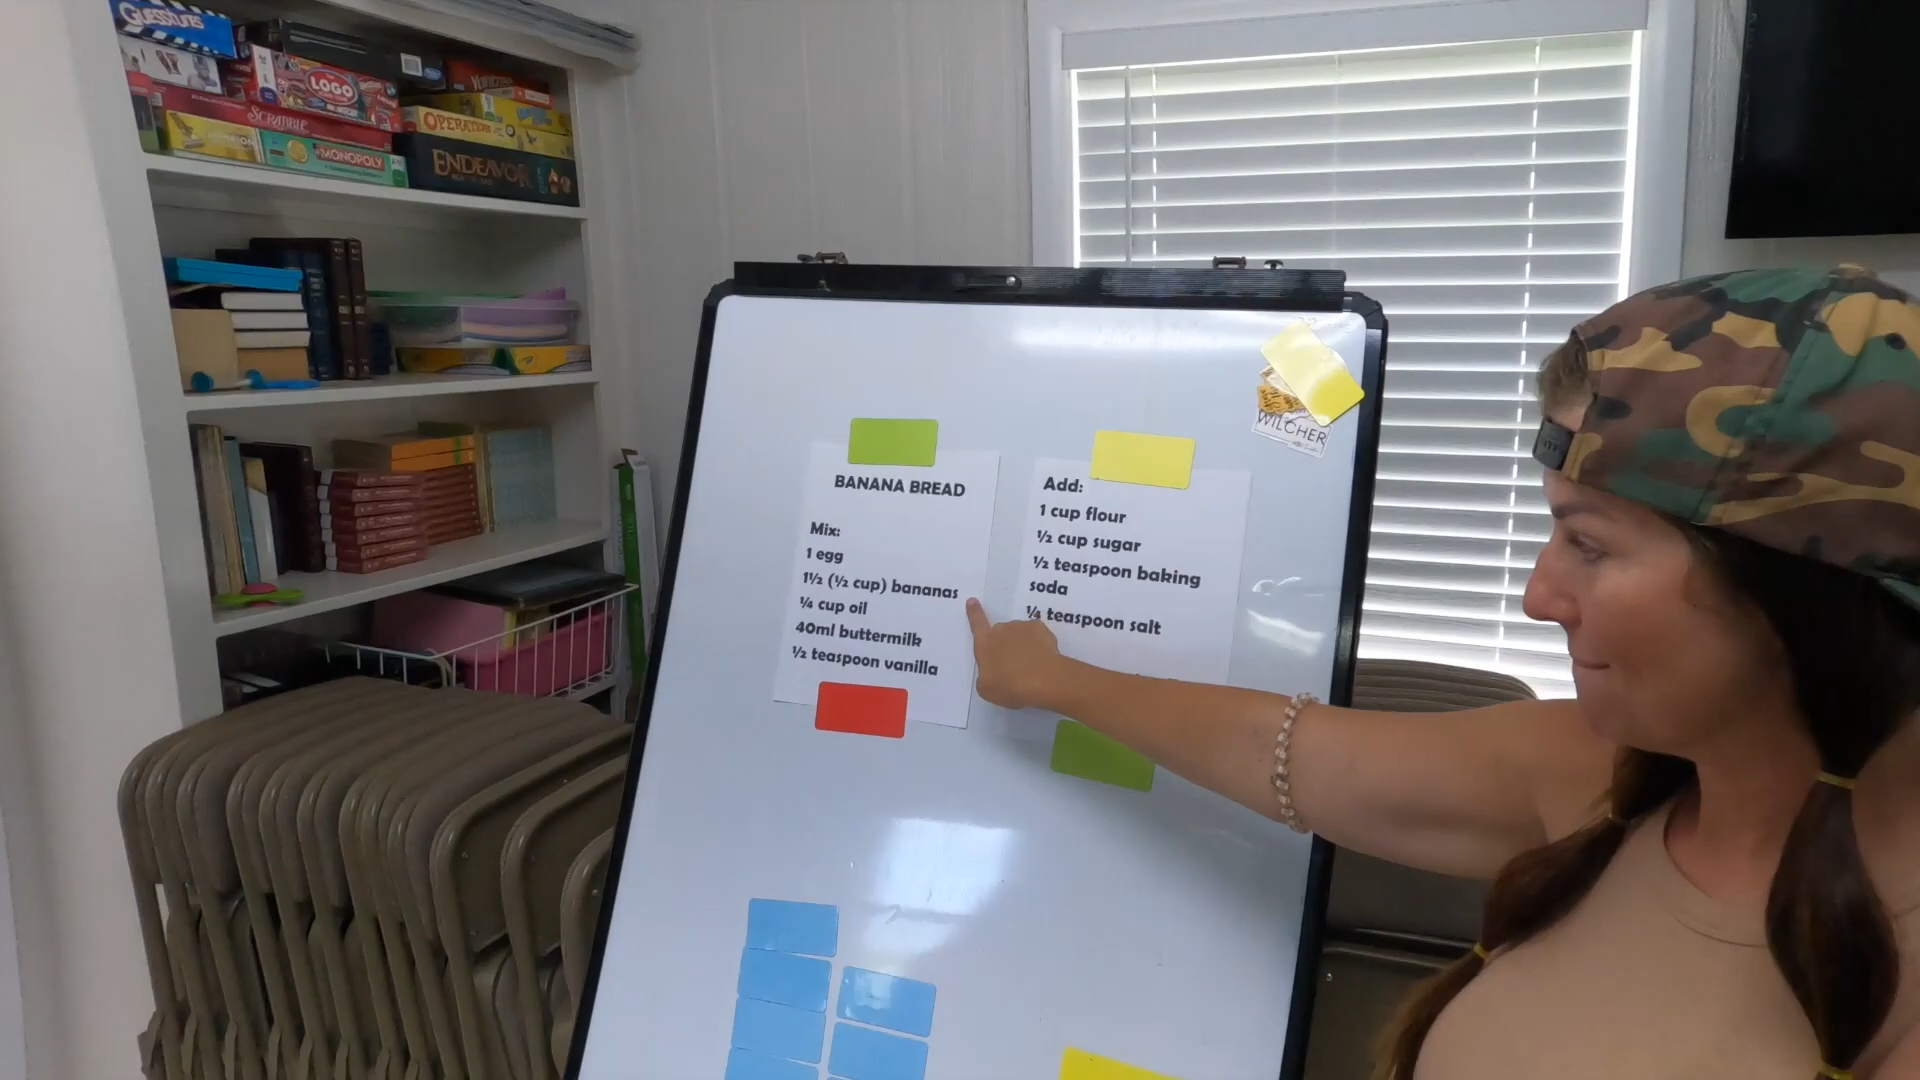 GUESSTURES
LOGO
SCRABBLE
OPERATION
MONOPOLY
ENDEAVOR
WILCHER
BANANA BREAD
Mix:
1 egg
1½ (½ cup) bananas
¼ cup oil
40ml buttermilk
½ teaspoon vanilla
Add:
1 cup flour
½ cup sugar
½ teaspoon baking
soda
¼ teaspoon salt